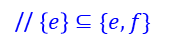 // {e} ⊆ {e, f}